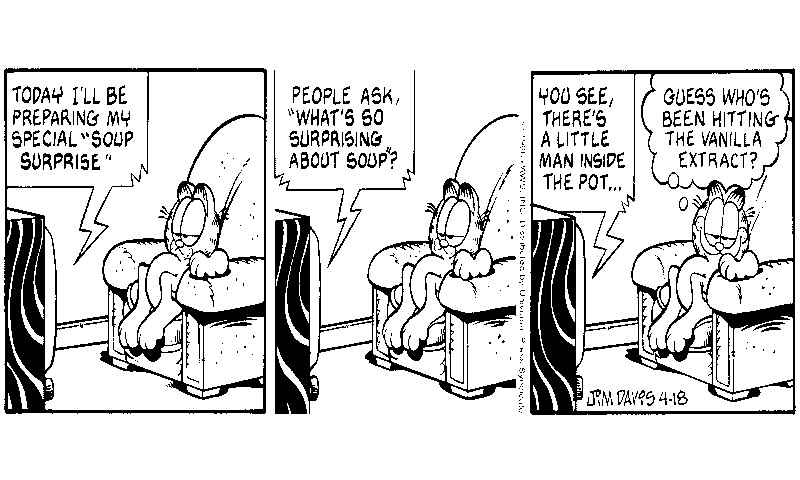 TODAY I'LL BE
PREPARING MY
SPECIAL "SOUP
SURPRISE"
PEOPLE ASK,
"WHAT'S SO
SURPRISING
ABOUT SOUP"?
YOU SEE,
THERE'S
A LITTLE
MAN INSIDE
THE POT...
GUESS WHO'S
BEEN HITTING
THE VANILLA
EXTRACT?
JIM DAVIS 4-18